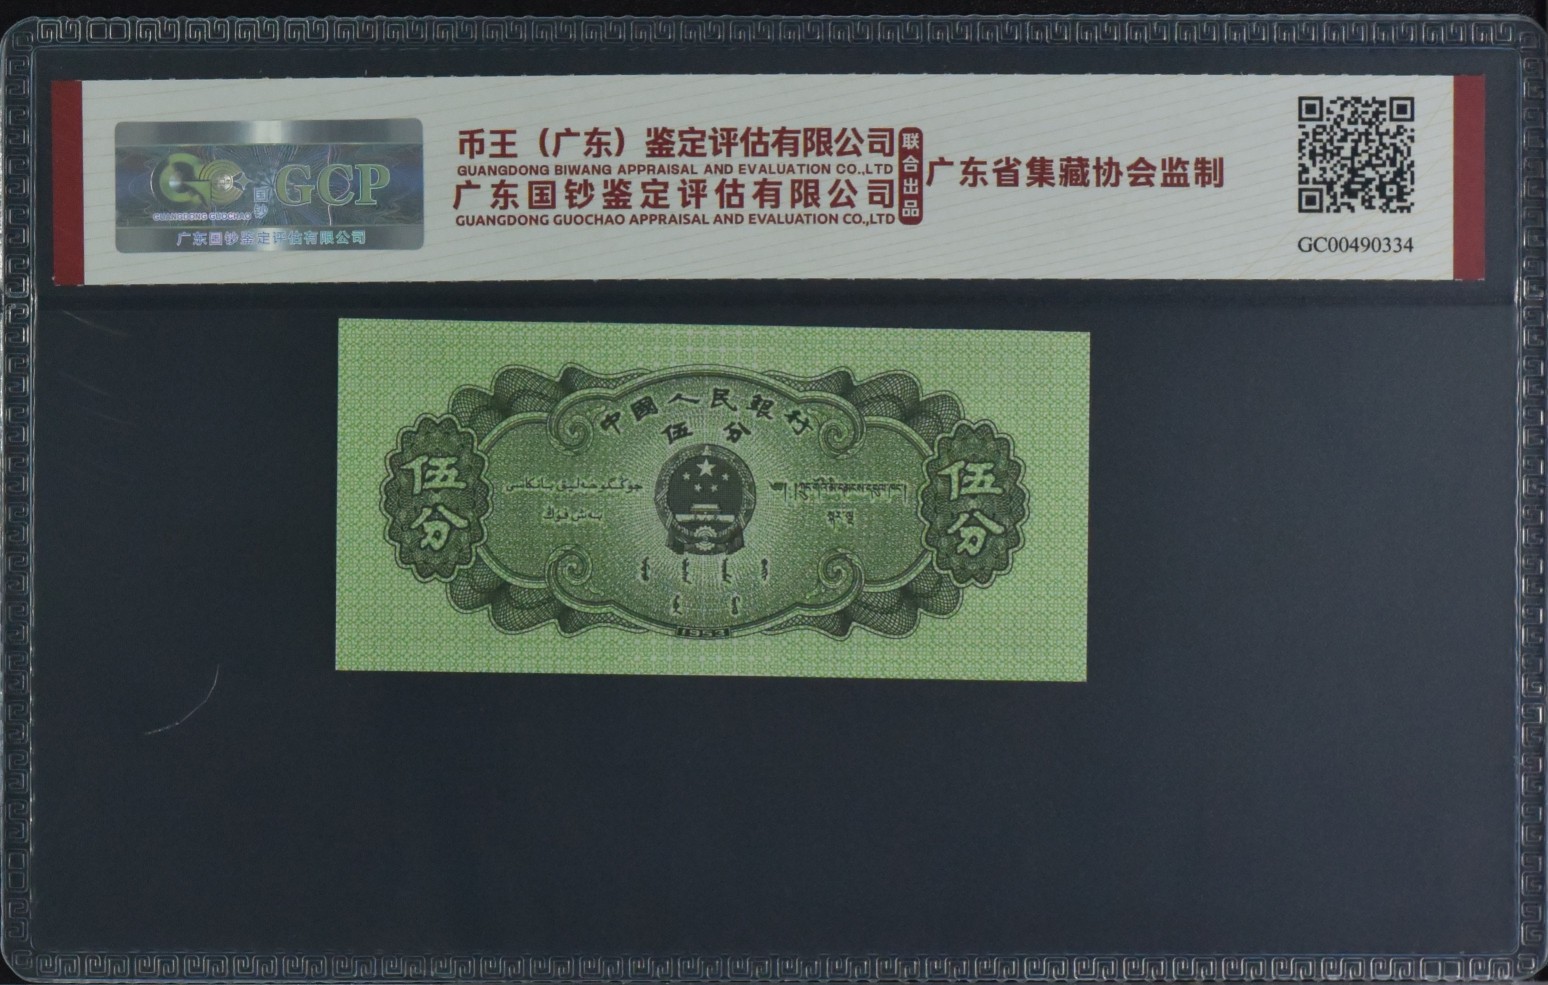 GCP
国钞
GUANGDONG GUOCHAO
广东国钞鉴定评估有限公司
币王（广东）鉴定评估有限公司
GUANGDONG BIWANG APPRAISAL AND EVALUATION CO.,LTD
广东国钞鉴定评估有限公司
GUANGDONG GUOCHAO APPRAISAL AND EVALUATION CO.,LTD
联合出品
广东省集藏协会监制
GC00490334
中國人民銀行
伍分
伍分
伍分
1953